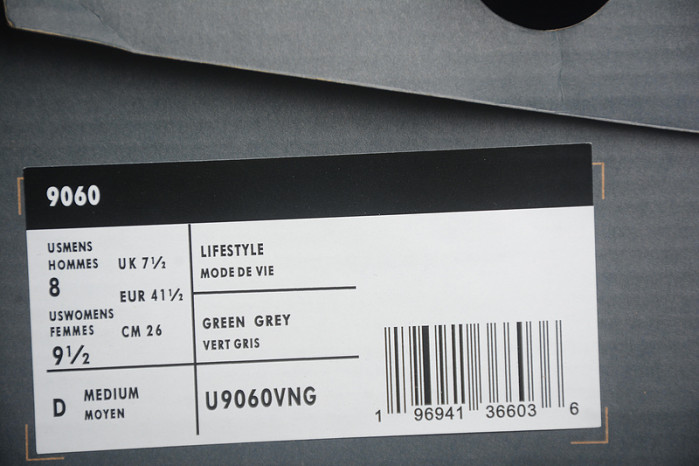 9060
USMENS
HOMMES
8
UK 7½
EUR 41½
USWOMENS
FEMMES
9½
CM 26
LIFESTYLE
MODE DE VIE
GREEN GREY
VERT GRIS
D MEDIUM
MOYEN
U9060VNG
1 96941 36603 6